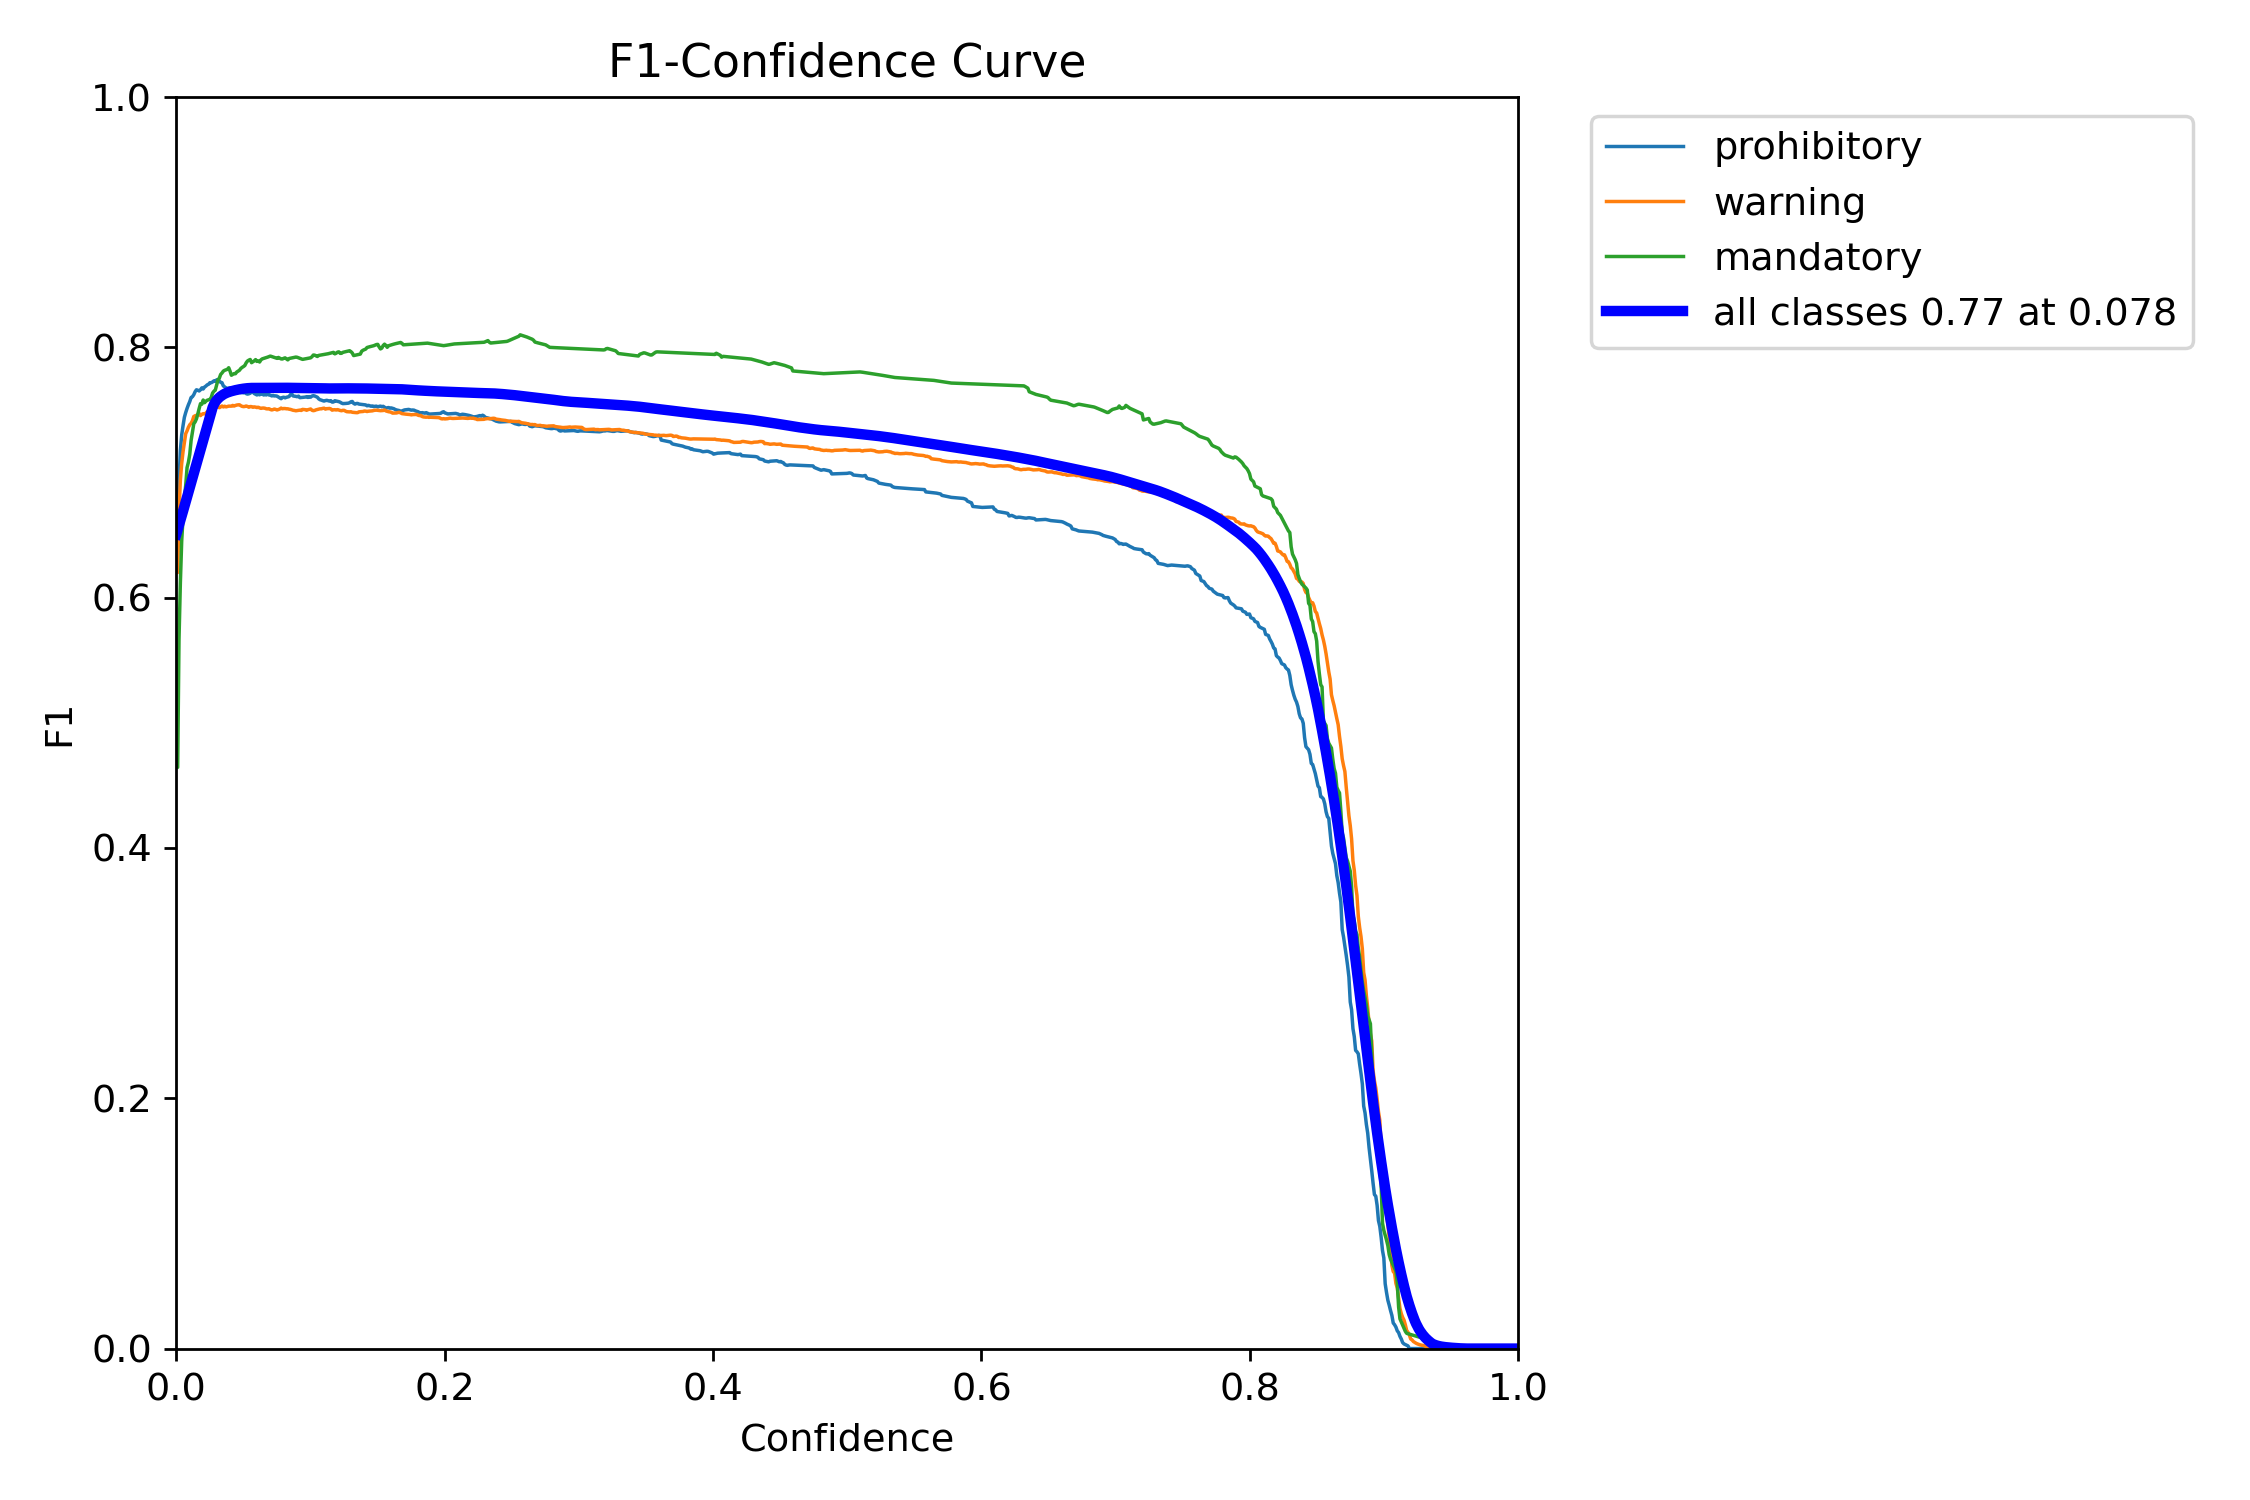 F1-Confidence Curve
1.0
0.8
0.6
0.4
0.2
0.0
F1
0.0 0.2 0.4 0.6 0.8 1.0
Confidence
prohibitory
warning
mandatory
all classes 0.77 at 0.078